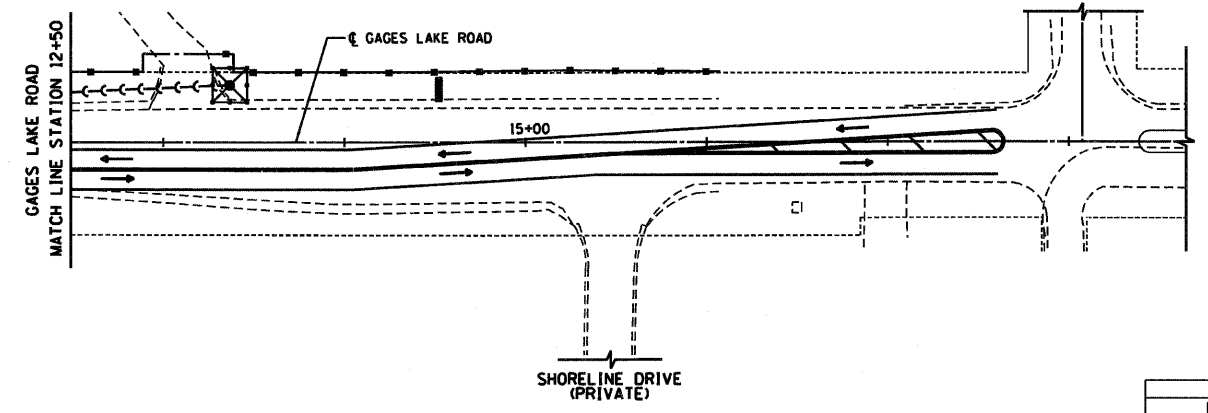 ℄ GAGES LAKE ROAD
GAGES LAKE ROAD
MATCH LINE STATION 12+50
15+00
SHORELINE DRIVE
(PRIVATE)